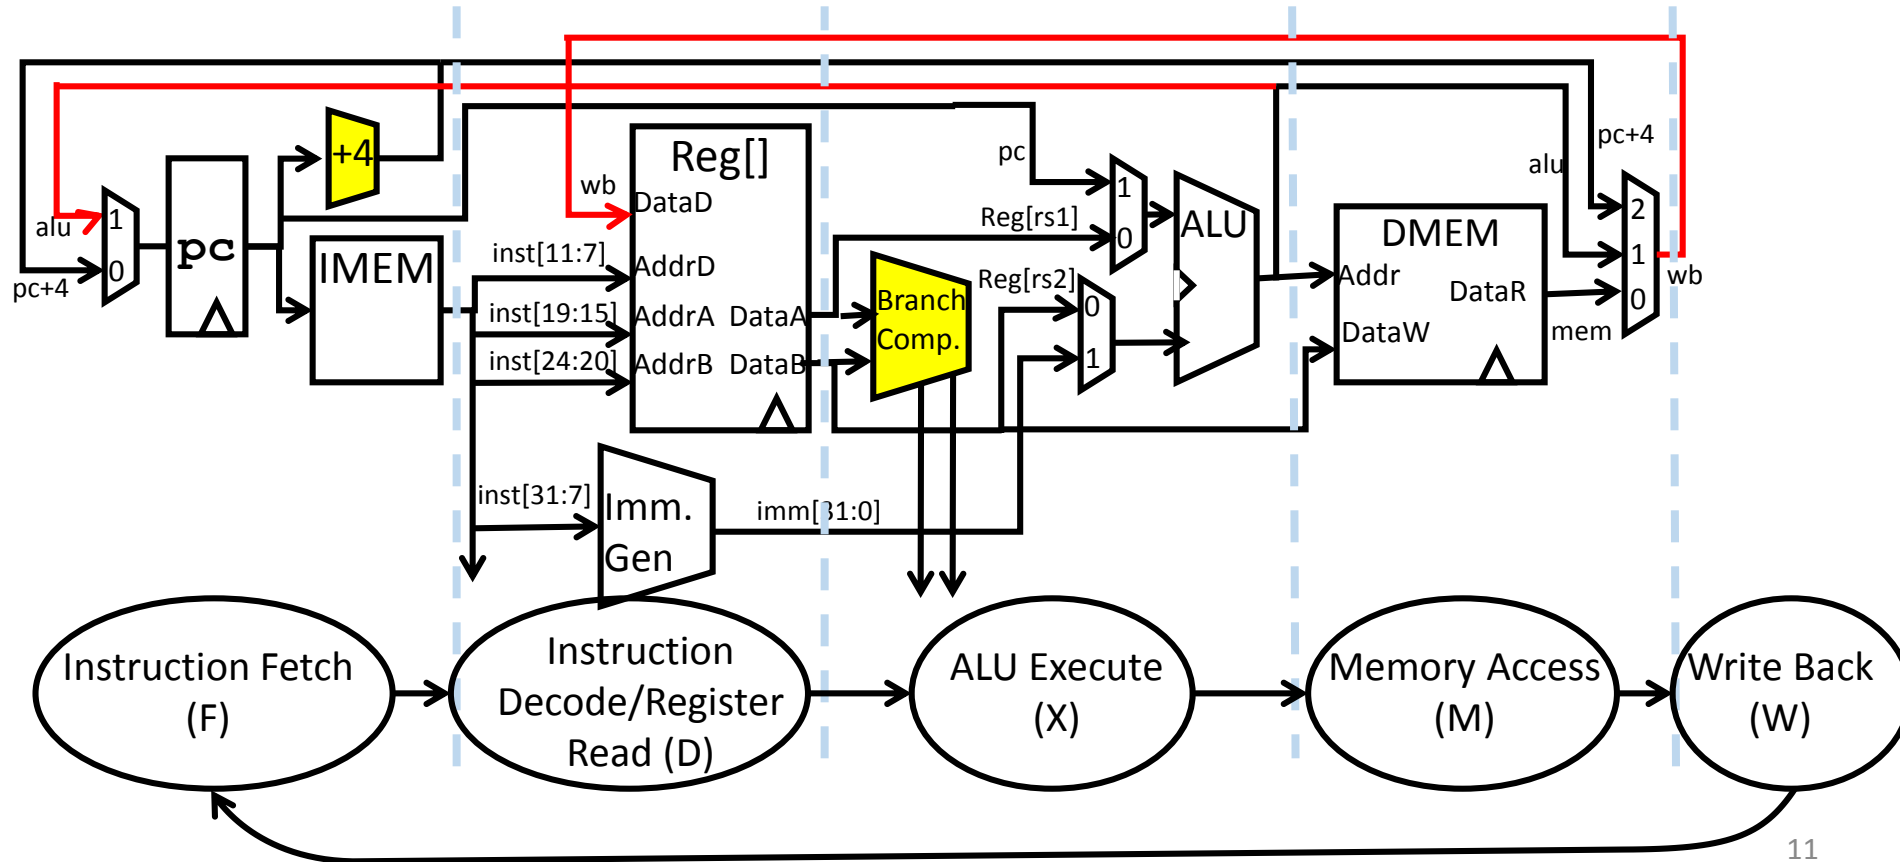 alu
pc+4
1
0
pc
+4
IMEM
wb
inst[11:7]
inst[19:15]
inst[24:20]
Reg[]
DataD
AddrD
AddrA DataA
AddrB DataB
inst[31:7]
Imm.
Gen
imm[31:0]
Branch
Comp.
pc
Reg[rs1]
Reg[rs2]
1
0
0
1
ALU
DMEM
Addr
DataR
DataW
mem
alu
pc+4
2
1
0
wb
Instruction Fetch
(F)
Instruction
Decode/Register
Read (D)
ALU Execute
(X)
Memory Access
(M)
Write Back
(W)
11